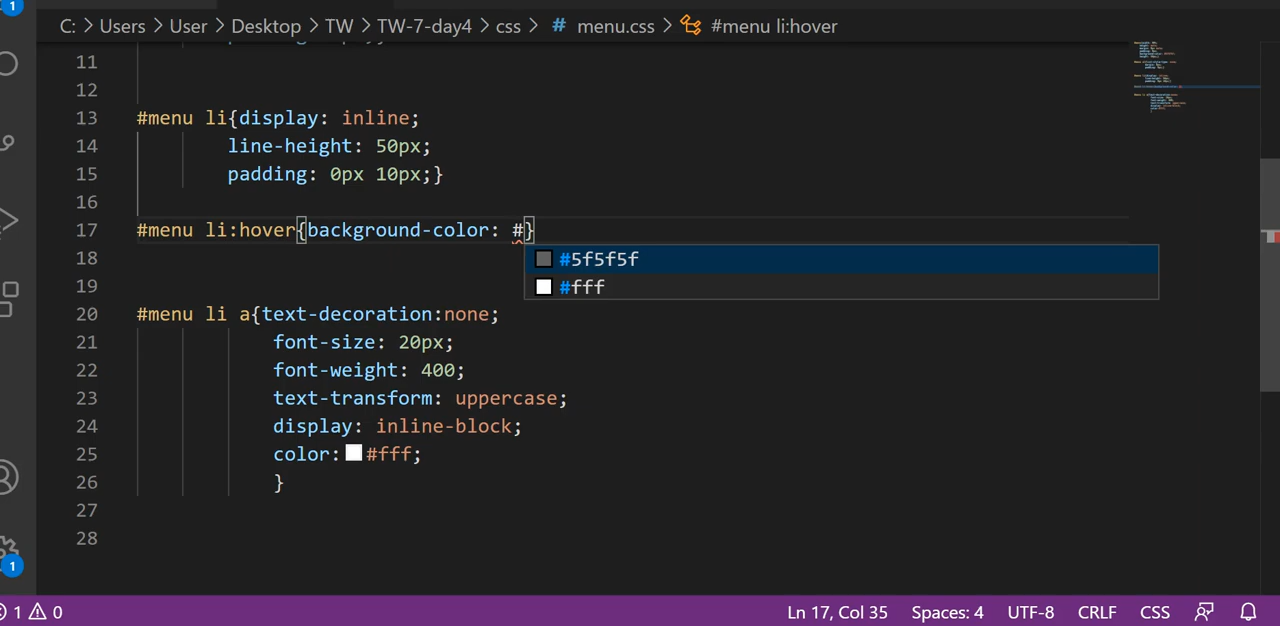 1
C: > Users > User > Desktop > TW > TW-7-day4 > css > # menu.css > #menu li:hover
11
12
13 #menu li{display: inline;
14 line-height: 50px;
15 padding: 0px 10px;}
16
17 #menu li:hover{background-color: #}
#5f5f5f
#fff
18
19
20 #menu li a{text-decoration:none;
21 font-size: 20px;
22 font-weight: 400;
23 text-transform: uppercase;
24 display: inline-block;
25 color: #fff;
26 }
27
28
1
1 0 Ln 17, Col 35 Spaces: 4 UTF-8 CRLF CSS